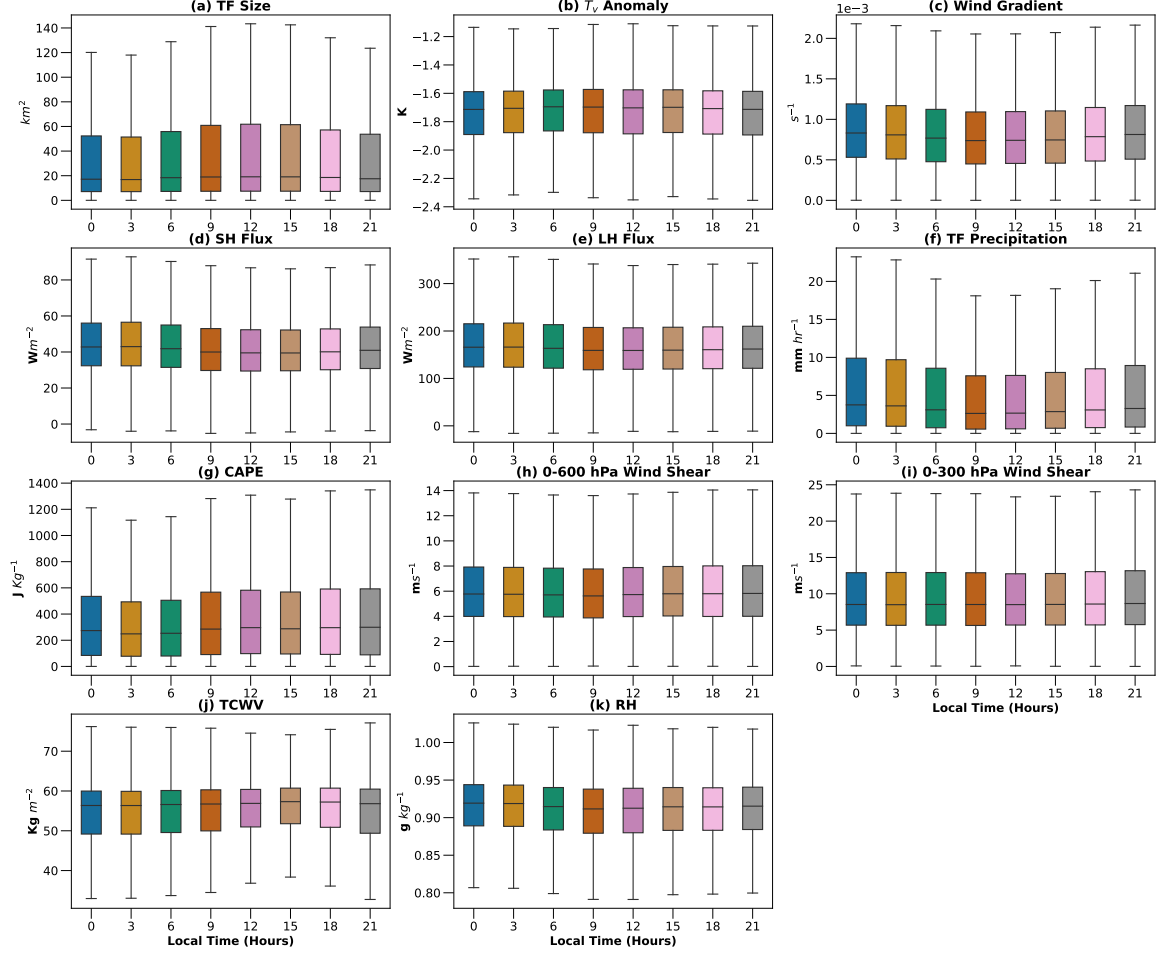 (a) TF Size
km²
140
120
100
80
60
40
20
0
0 3 6 9 12 15 18 21
(b) Tᵥ Anomaly
K
−1.2
−1.4
−1.6
−1.8
−2.0
−2.2
−2.4
0 3 6 9 12 15 18 21
(c) Wind Gradient
1e−3
s⁻¹
2.0
1.5
1.0
0.5
0.0
0 3 6 9 12 15 18 21
(d) SH Flux
Wm⁻²
80
60
40
20
0
0 3 6 9 12 15 18 21
(e) LH Flux
Wm⁻²
300
200
100
0
0 3 6 9 12 15 18 21
(f) TF Precipitation
mm hr⁻¹
20
15
10
5
0
0 3 6 9 12 15 18 21
(g) CAPE
J Kg⁻¹
1400
1200
1000
800
600
400
200
0
0 3 6 9 12 15 18 21
(h) 0-600 hPa Wind Shear
ms⁻¹
14
12
10
8
6
4
2
0
0 3 6 9 12 15 18 21
(i) 0-300 hPa Wind Shear
ms⁻¹
25
20
15
10
5
0
0 3 6 9 12 15 18 21
Local Time (Hours)
(j) TCWV
Kg m⁻²
70
60
50
40
0 3 6 9 12 15 18 21
Local Time (Hours)
(k) RH
g kg⁻¹
1.00
0.95
0.90
0.85
0.80
0 3 6 9 12 15 18 21
Local Time (Hours)